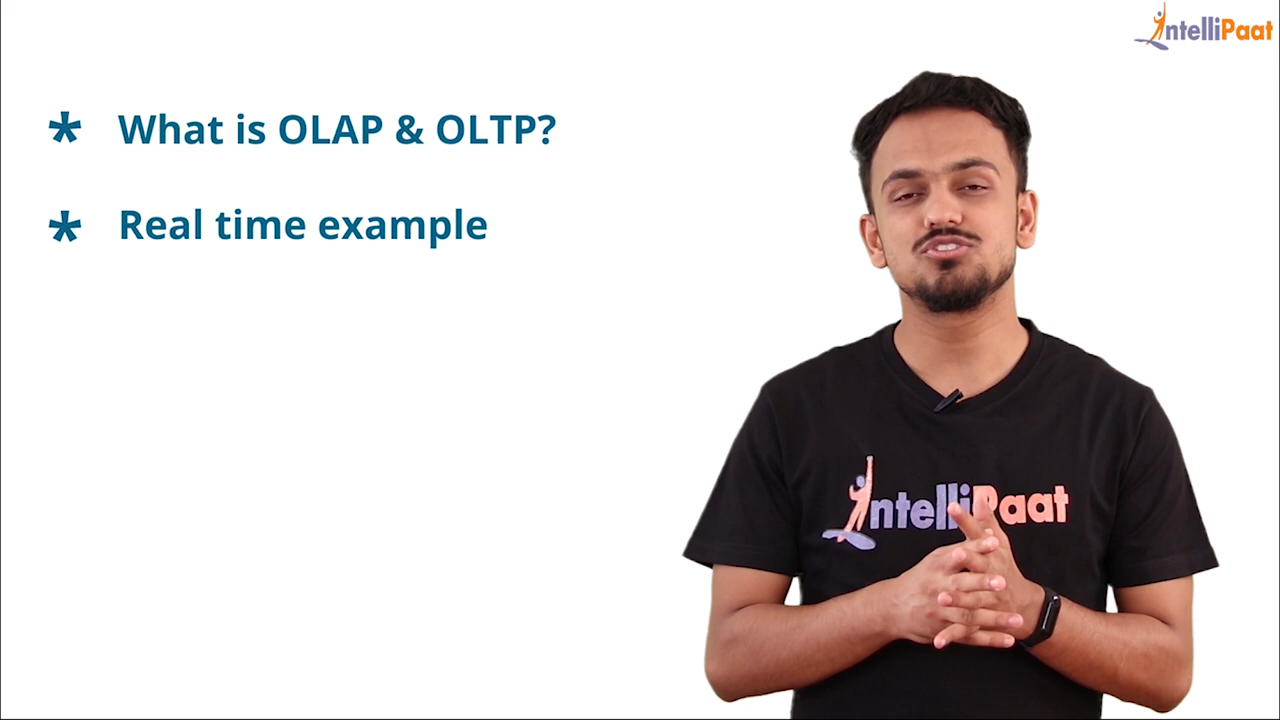 IntelliPaat
* What is OLAP & OLTP?
* Real time example
IntelliPaat